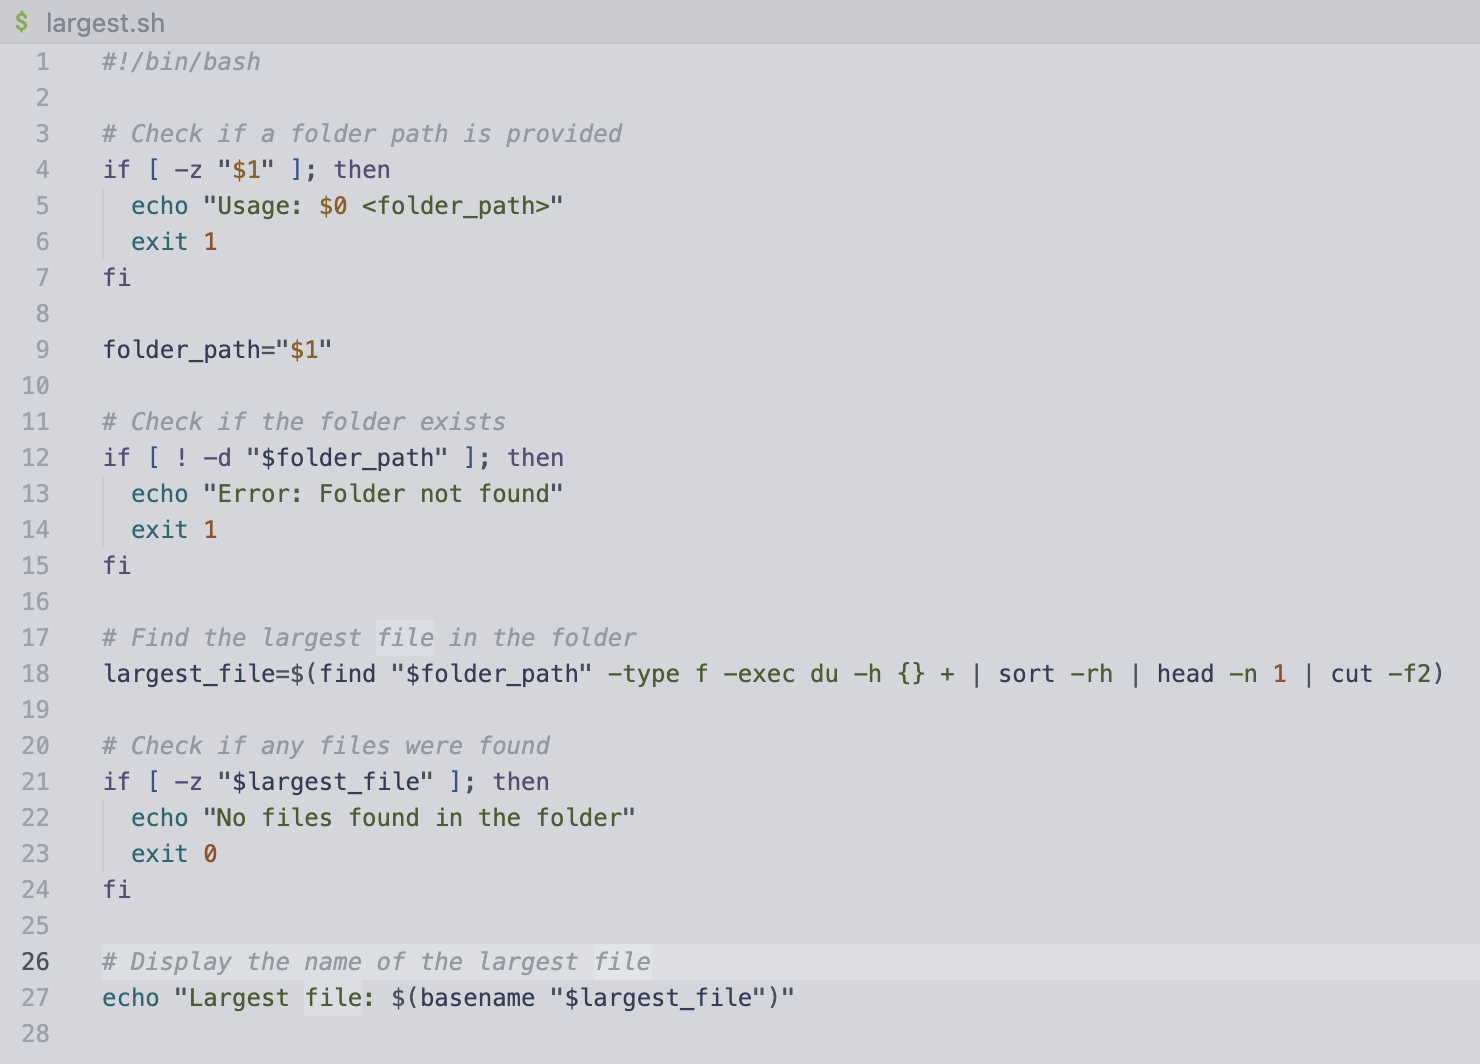 $ largest.sh
1 #!/bin/bash
2
3 # Check if a folder path is provided
4 if [ -z "$1" ]; then
5   echo "Usage: $0 <folder_path>"
6   exit 1
7 fi
8
9 folder_path="$1"
10
11 # Check if the folder exists
12 if [ ! -d "$folder_path" ]; then
13   echo "Error: Folder not found"
14   exit 1
15 fi
16
17 # Find the largest file in the folder
18 largest_file=$(find "$folder_path" -type f -exec du -h {} + | sort -rh | head -n 1 | cut -f2)
19
20 # Check if any files were found
21 if [ -z "$largest_file" ]; then
22   echo "No files found in the folder"
23   exit 0
24 fi
25
26 # Display the name of the largest file
27 echo "Largest file: $(basename "$largest_file")"
28